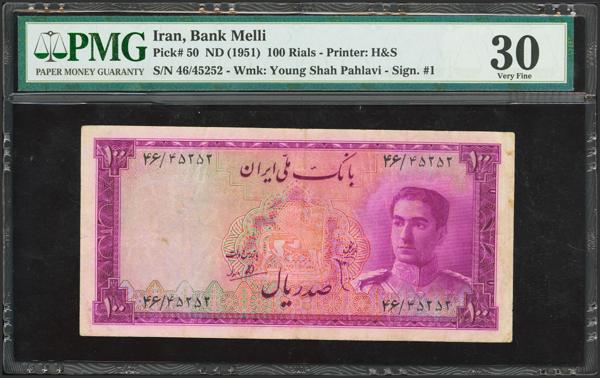 PMG
PAPER MONEY GUARANTY
Iran, Bank Melli
Pick# 50 ND (1951) 100 Rials - Printer: H&S
S/N 46/45252 - Wmk: Young Shah Pahlavi - Sign. #1
30
Very Fine
۱۰۰ ۴۶/۴۵۲۵۲ ۴۶/۴۵۲۵۲ ۱۰۰
بانک ملی ایران
صد ریال
۱۰۰ ۴۶/۴۵۲۵۲ ۴۶/۴۵۲۵۲ ۱۰۰